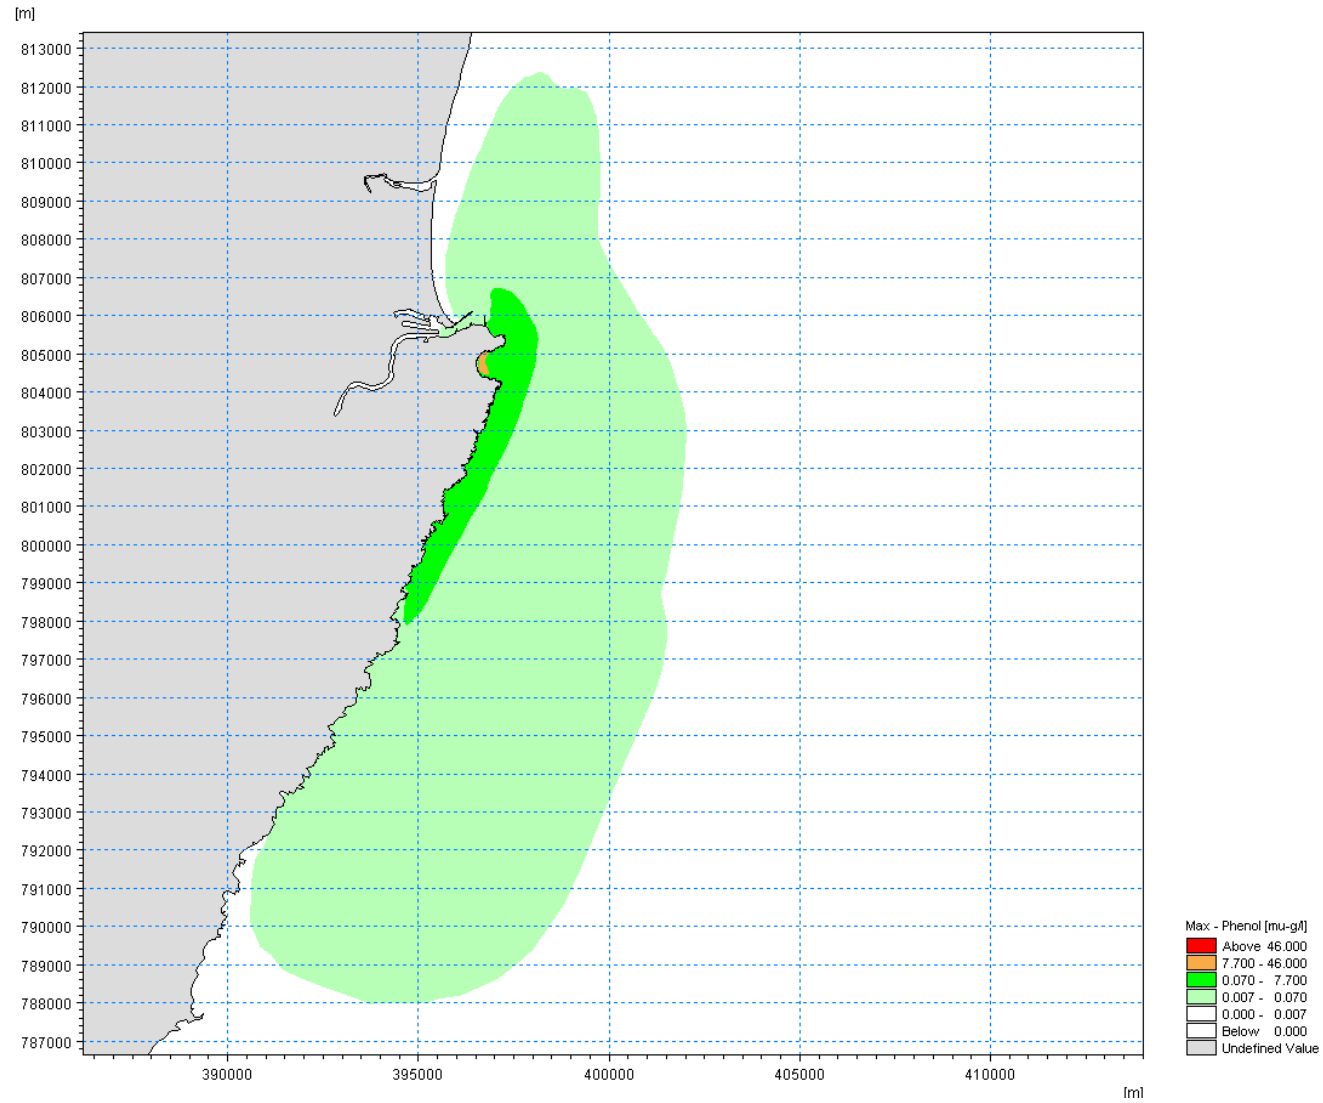 [m]
813000
812000
811000
810000
809000
808000
807000
806000
805000
804000
803000
802000
801000
800000
799000
798000
797000
796000
795000
794000
793000
792000
791000
790000
789000
788000
787000
390000 395000 400000 405000 410000
[m]
Max - Phenol [mu-g/l]
Above 46.000
7.700 - 46.000
0.070 - 7.700
0.007 - 0.070
0.000 - 0.007
Below 0.000
Undefined Value